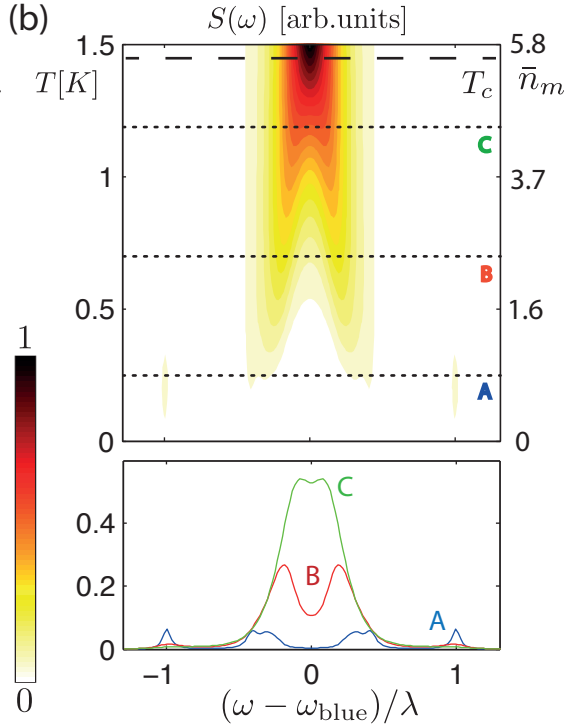 (b)
S(ω) [arb.units]
1.5 5.8
T[K] T_c n̄_m
C
1 3.7
B
0.5 1.6
1
A
0 0
C
0.4
B
0.2
A
0
0
−1 0 1
(ω − ω_blue)/λ